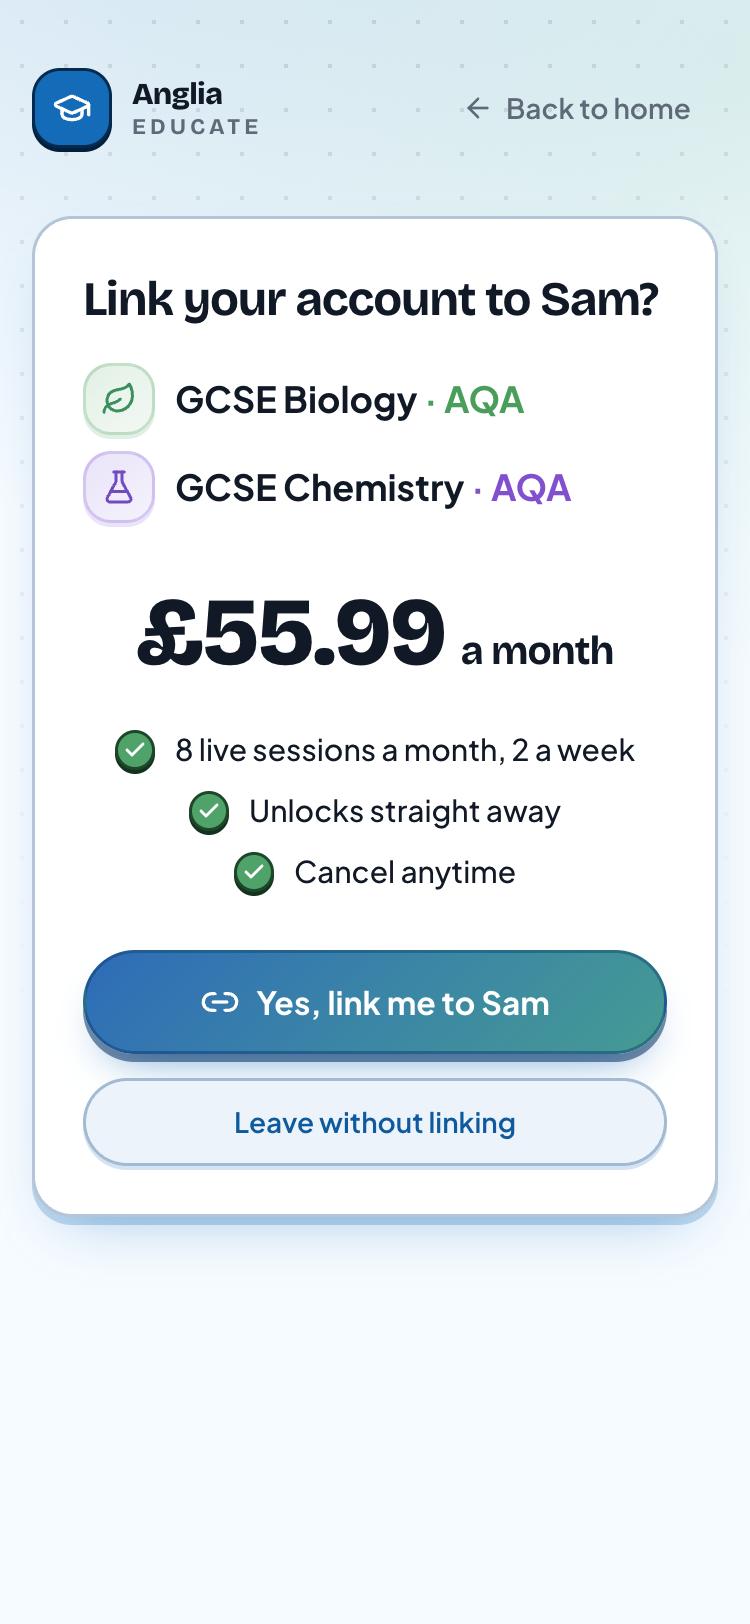 Anglia
EDUCATE
← Back to home
Link your account to Sam?
GCSE Biology · AQA
GCSE Chemistry · AQA
£55.99 a month
8 live sessions a month, 2 a week
Unlocks straight away
Cancel anytime
Yes, link me to Sam
Leave without linking